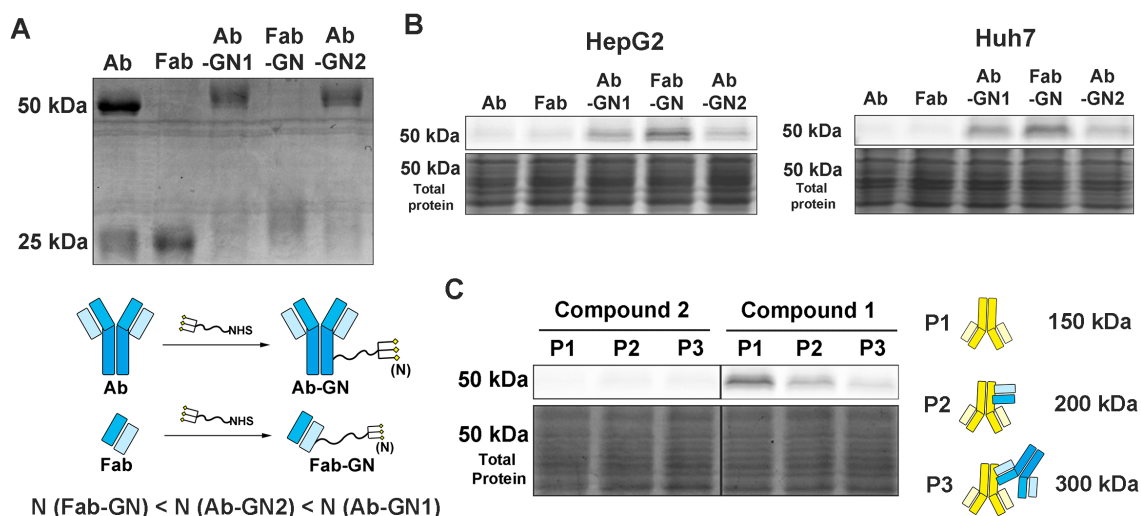 A
Ab
Fab
Ab
-GN1
Fab
-GN
Ab
-GN2
50 kDa
25 kDa
NHS
Ab
Ab-GN
(N)
NHS
Fab
Fab-GN
(N)
N (Fab-GN) < N (Ab-GN2) < N (Ab-GN1)
B
HepG2
Ab
Fab
Ab
-GN1
Fab
-GN
Ab
-GN2
50 kDa
50 kDa
Total
protein
Huh7
Ab
Fab
Ab
-GN1
Fab
-GN
Ab
-GN2
50 kDa
50 kDa
Total
protein
C
Compound 2
Compound 1
P1 P2 P3 P1 P2 P3
50 kDa
50 kDa
Total
Protein
P1 150 kDa
P2 200 kDa
P3 300 kDa